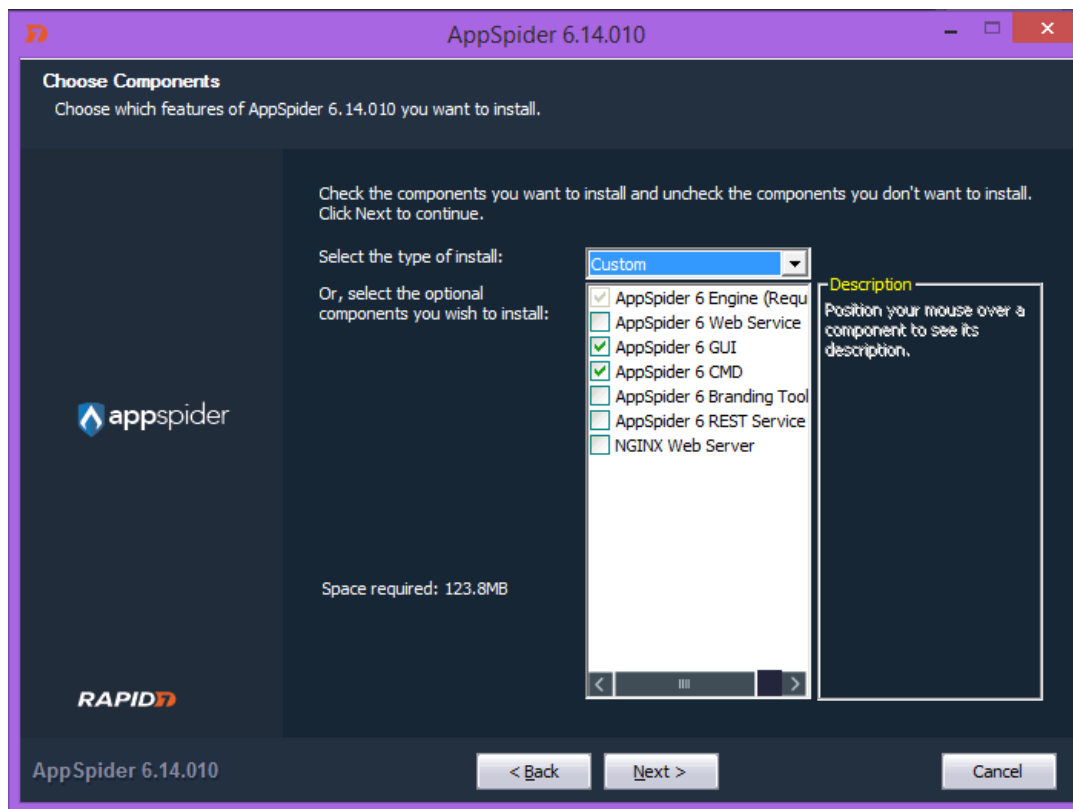 AppSpider 6.14.010
Choose Components
Choose which features of AppSpider 6.14.010 you want to install.
Check the components you want to install and uncheck the components you don't want to install.
Click Next to continue.
Select the type of install:
Custom
Or, select the optional
components you wish to install:
AppSpider 6 Engine (Requ
AppSpider 6 Web Service
AppSpider 6 GUI
AppSpider 6 CMD
AppSpider 6 Branding Tool
AppSpider 6 REST Service
NGINX Web Server
Description
Position your mouse over a
component to see its
description.
appspider
Space required: 123.8MB
RAPID7
AppSpider 6.14.010
< Back
Next >
Cancel